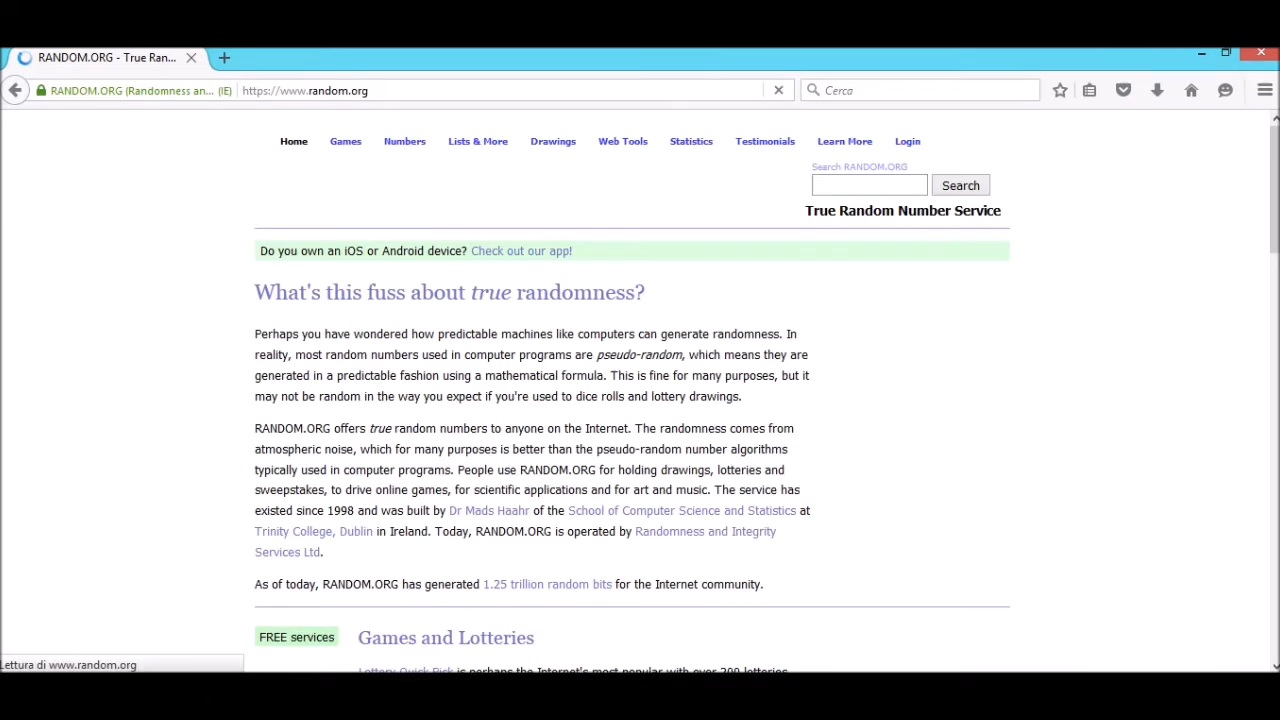 RANDOM.ORG - True Ran...
RANDOM.ORG (Randomness an... (IE) https://www.random.org Cerca
Home Games Numbers Lists & More Drawings Web Tools Statistics Testimonials Learn More Login
Search RANDOM.ORG
Search
True Random Number Service
Do you own an iOS or Android device? Check out our app!
What's this fuss about true randomness?
Perhaps you have wondered how predictable machines like computers can generate randomness. In
reality, most random numbers used in computer programs are pseudo-random, which means they are
generated in a predictable fashion using a mathematical formula. This is fine for many purposes, but it
may not be random in the way you expect if you're used to dice rolls and lottery drawings.
RANDOM.ORG offers true random numbers to anyone on the Internet. The randomness comes from
atmospheric noise, which for many purposes is better than the pseudo-random number algorithms
typically used in computer programs. People use RANDOM.ORG for holding drawings, lotteries and
sweepstakes, to drive online games, for scientific applications and for art and music. The service has
existed since 1998 and was built by Dr Mads Haahr of the School of Computer Science and Statistics at
Trinity College, Dublin in Ireland. Today, RANDOM.ORG is operated by Randomness and Integrity
Services Ltd.
As of today, RANDOM.ORG has generated 1.25 trillion random bits for the Internet community.
FREE services Games and Lotteries
Lottery Quick Pick is perhaps the Internet's most popular with over 200 lotteries
Lettura di www.random.org